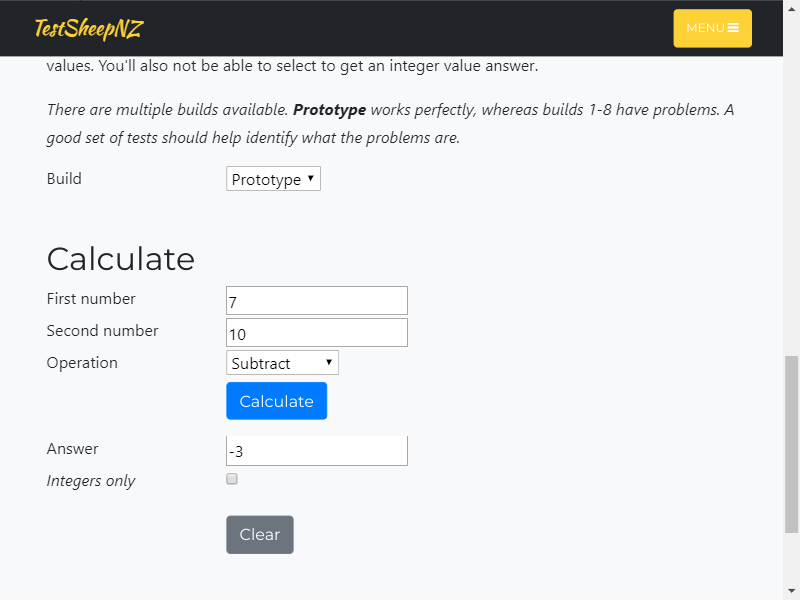 TestSheepNZ
MENU
values. You'll also not be able to select to get an integer value answer.
There are multiple builds available. Prototype works perfectly, whereas builds 1-8 have problems. A
good set of tests should help identify what the problems are.
Build
Prototype
Calculate
First number
7
Second number
10
Operation
Subtract
Calculate
Answer
-3
Integers only
Clear